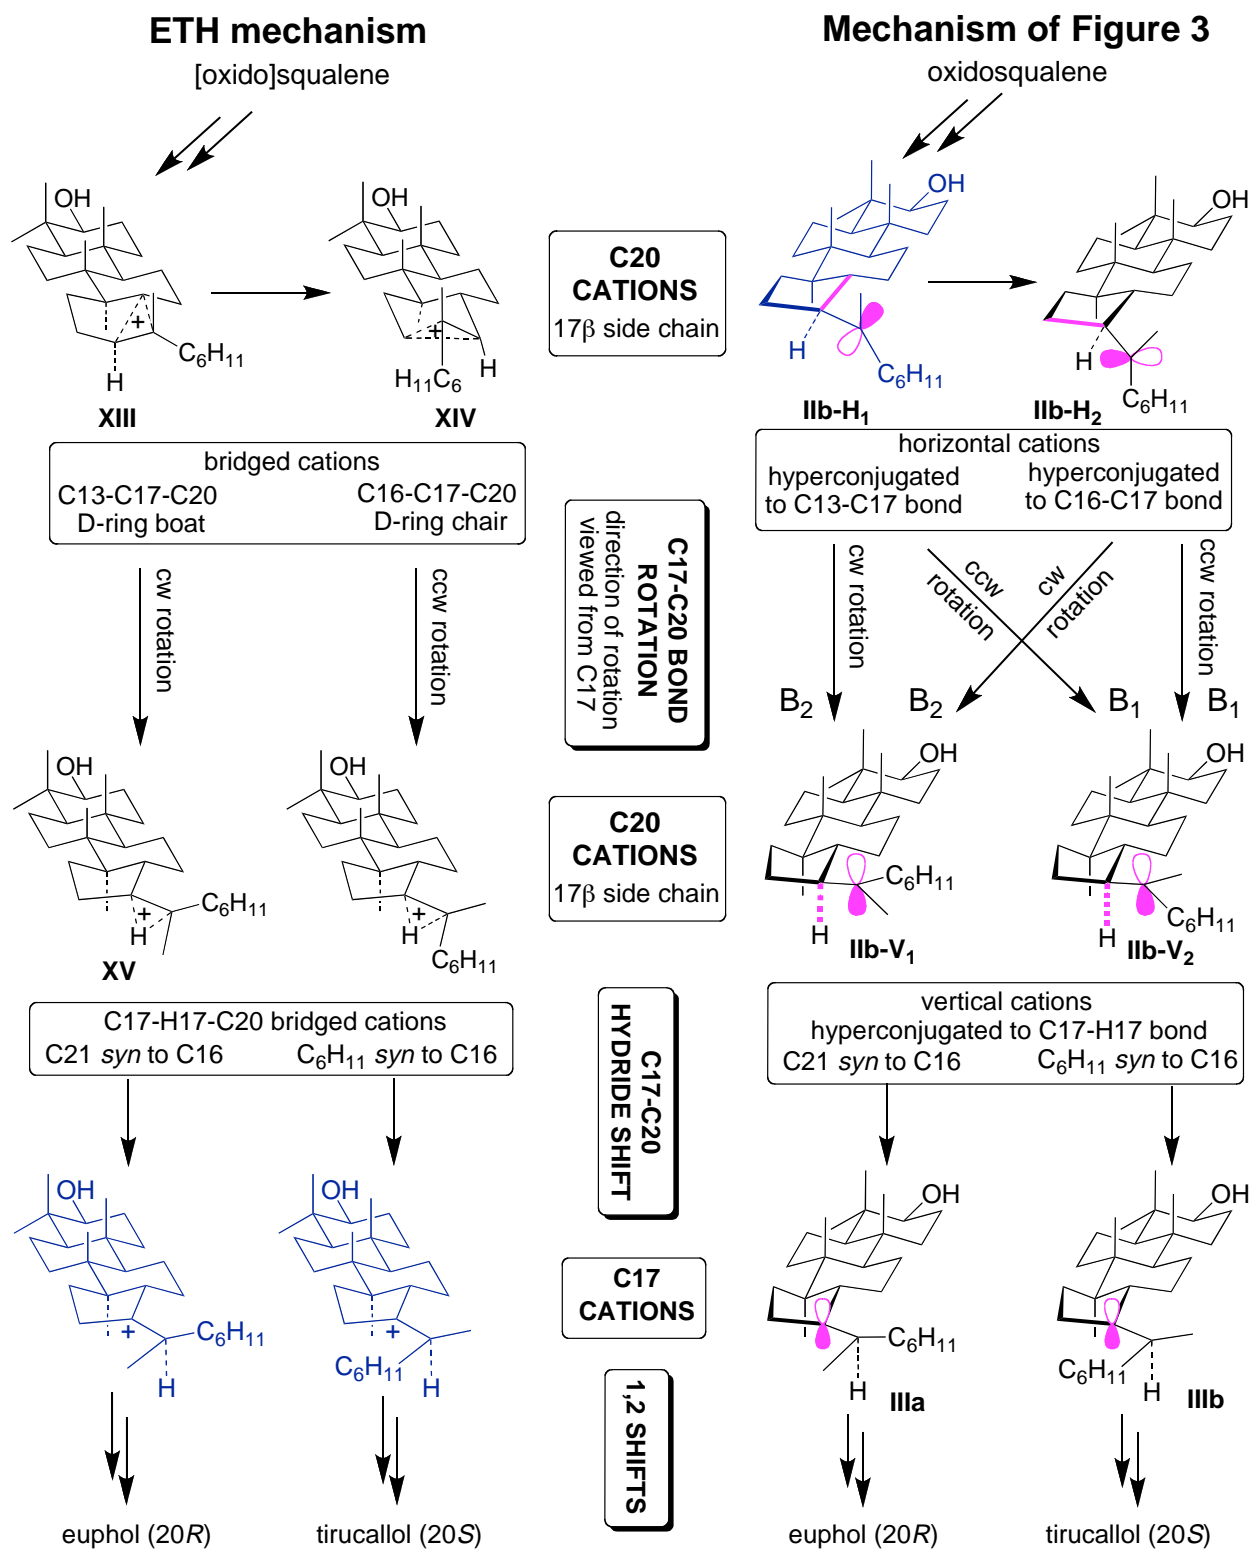 ETH mechanism
Mechanism of Figure 3
[oxido]squalene
oxidosqualene
OH
OH
OH
OH
C20
CATIONS
17β side chain
+
+
C6H11
H
H11C6
H
H
C6H11
H
C6H11
XIII
XIV
IIb-H1
IIb-H2
bridged cations
C13-C17-C20
D-ring boat
C16-C17-C20
D-ring chair
horizontal cations
hyperconjugated
to C13-C17 bond
hyperconjugated
to C16-C17 bond
cw rotation
ccw rotation
C17-C20 BOND
ROTATION
direction of rotation
viewed from C17
cw rotation
ccw
rotation
cw
rotation
ccw rotation
B2
B2
B1
B1
OH
OH
OH
OH
C20
CATIONS
17β side chain
+
H
C6H11
+
H
C6H11
C6H11
H
C6H11
H
XV
IIb-V1
IIb-V2
C17-H17-C20 bridged cations
C21 syn to C16
C6H11 syn to C16
C17-C20
HYDRIDE SHIFT
vertical cations
hyperconjugated to C17-H17 bond
C21 syn to C16
C6H11 syn to C16
OH
OH
OH
OH
C17
CATIONS
+
C6H11
H
+
C6H11
H
C6H11
H
C6H11
H
IIIa
IIIb
1,2 SHIFTS
euphol (20R)
tirucallol (20S)
euphol (20R)
tirucallol (20S)